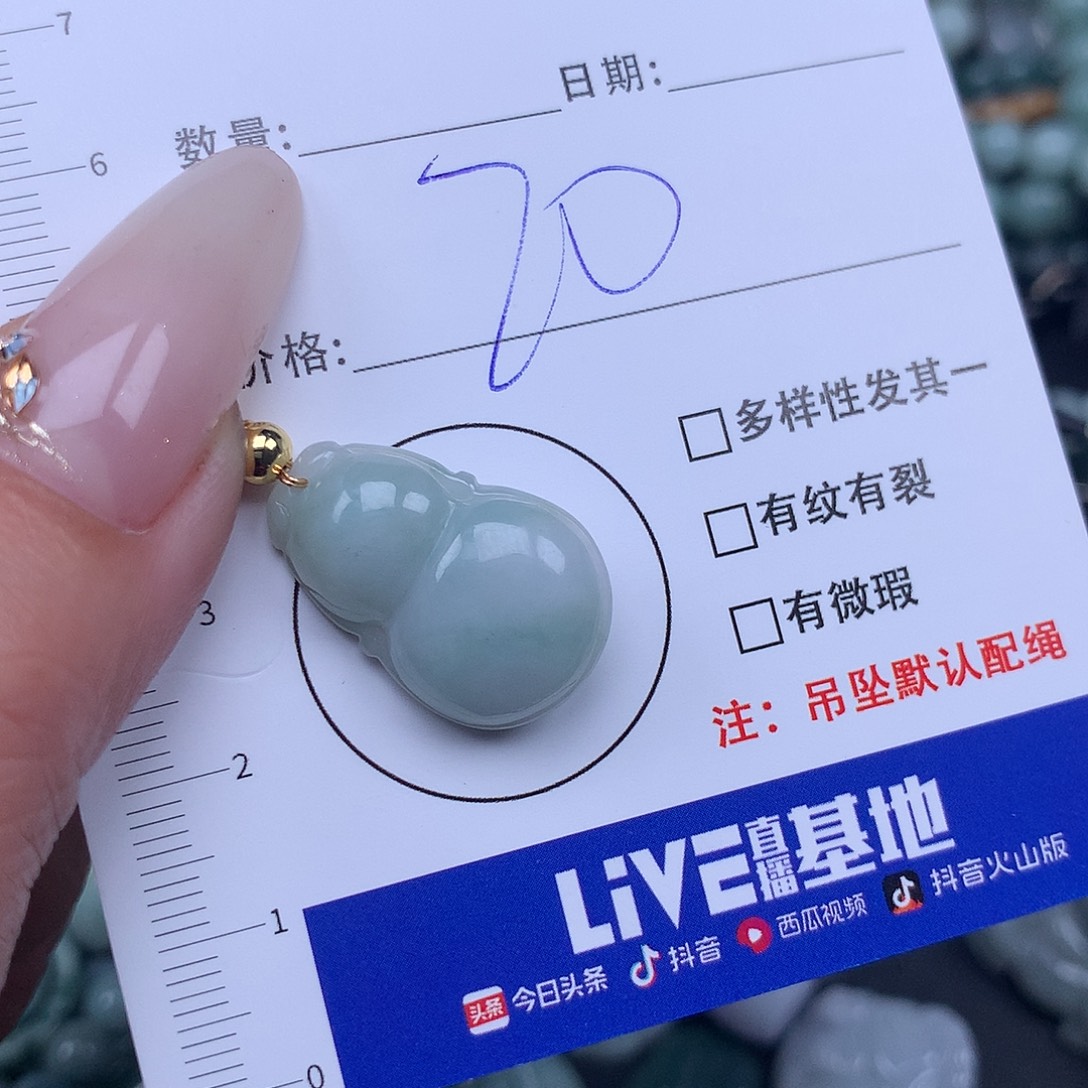 7
日期:
6
数量:
70
价格:
□多样性发其一
□有纹有裂
3
□有微瑕
注：吊坠默认配绳
2
LiVE直播基地
1
头条 今日头条 抖音 西瓜视频 抖音火山版
0